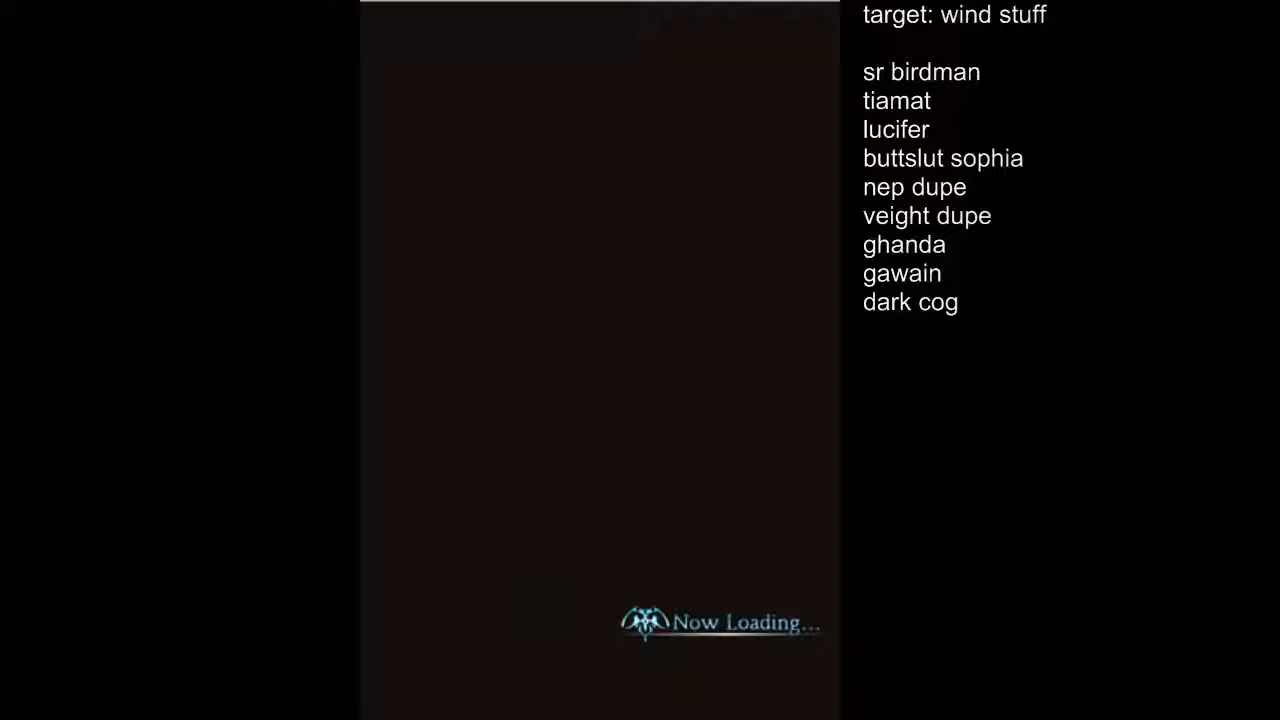 target: wind stuff
sr birdman
tiamat
lucifer
buttslut sophia
nep dupe
veight dupe
ghanda
gawain
dark cog
Now Loading...